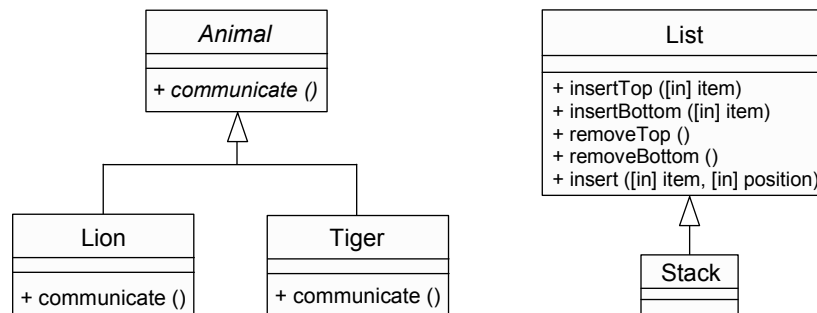 Animal
+ communicate ()
Lion
+ communicate ()
Tiger
+ communicate ()
List
+ insertTop ([in] item)
+ insertBottom ([in] item)
+ removeTop ()
+ removeBottom ()
+ insert ([in] item, [in] position)
Stack